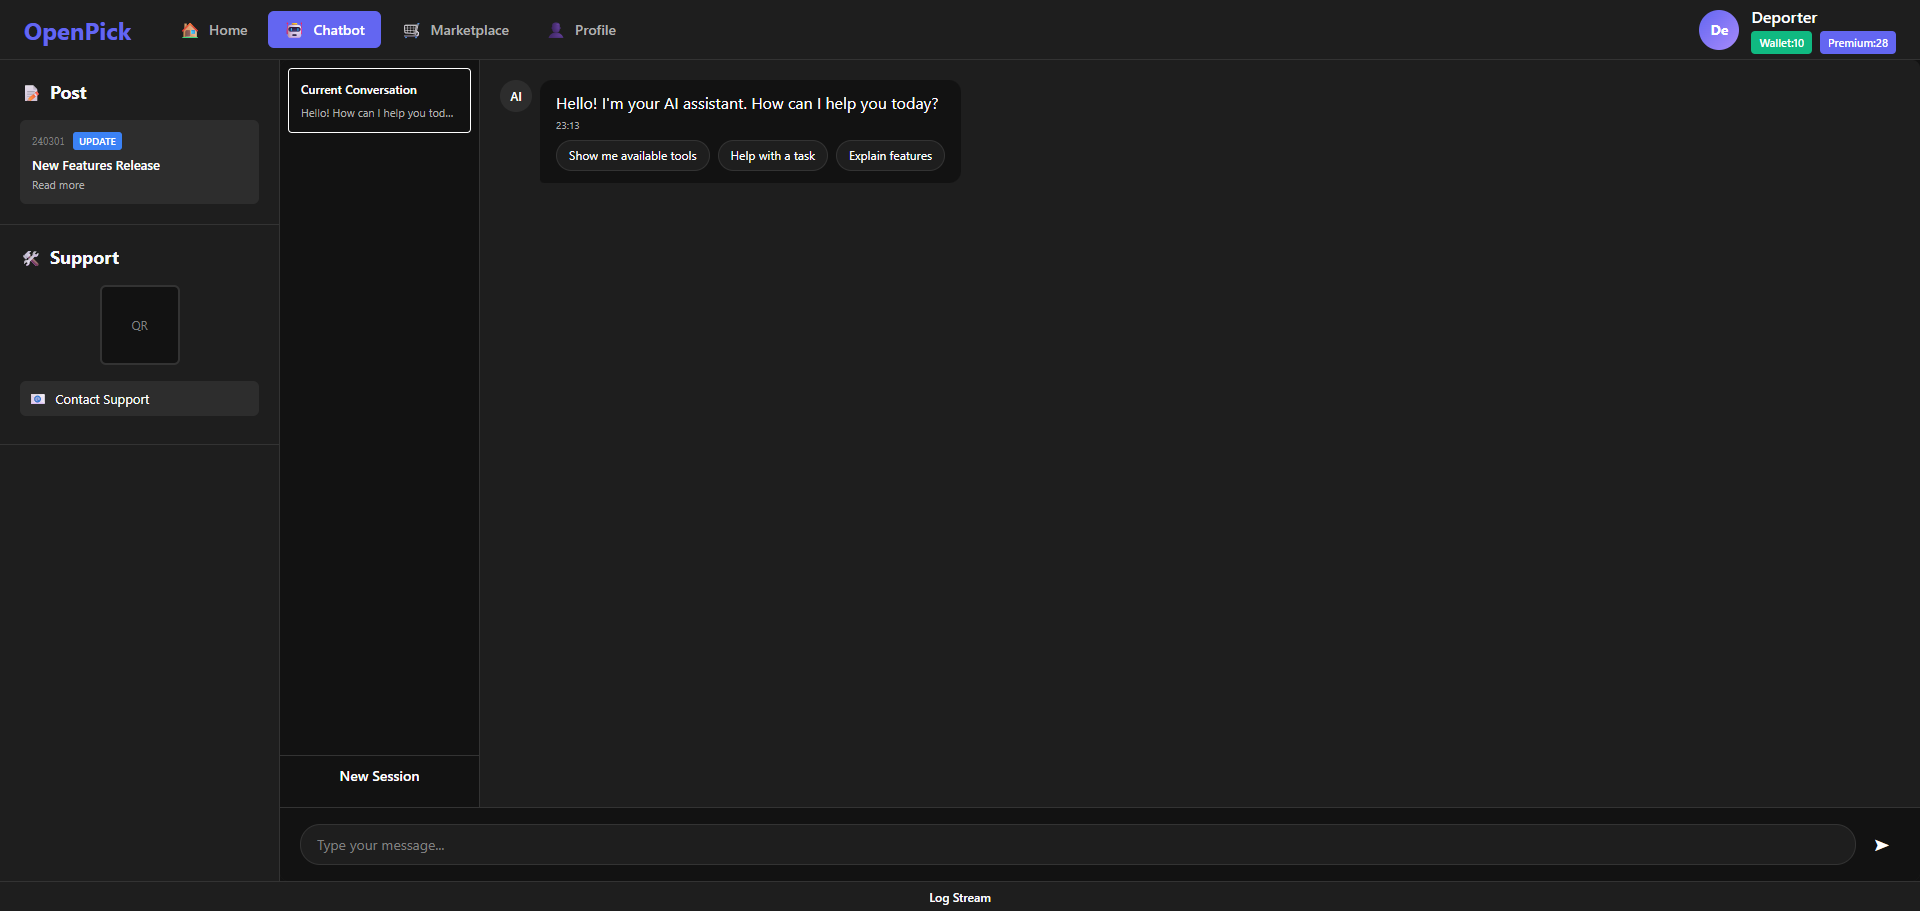 OpenPick
Home
Chatbot
Marketplace
Profile
De
Deporter
Wallet:10
Premium:28
Post
240301
UPDATE
New Features Release
Read more
Support
QR
Contact Support
Current Conversation
Hello! How can I help you tod...
New Session
AI
Hello! I'm your AI assistant. How can I help you today?
23:13
Show me available tools
Help with a task
Explain features
Type your message...
Log Stream